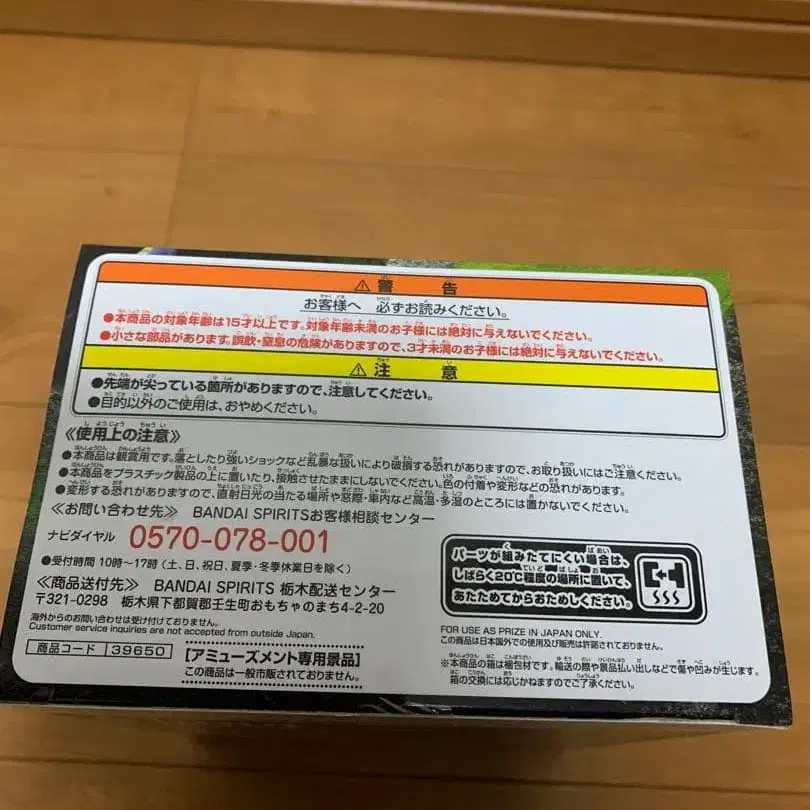 ⚠警 告
お客様へ 必ずお読みください。
●本商品の対象年齢は15才以上です。対象年齢未満のお子様には絶対に与えないでください。
●小さな部品があります。誤飲・窒息の危険がありますので、3才未満のお子様には絶対に与えないでください。
⚠注 意
●先端が尖っている箇所がありますので、注意してください。
●目的以外のご使用は、おやめください。
《使用上の注意》
●本商品は観賞用です。落としたり強いショックなど乱暴な扱いにより破損する恐れがありますので、お取り扱いにはご注意ください。
●本商品をプラスチック製品の上に置いたり、接触させたままにしないでください。色の付着や変形などの恐れがあります。
●変形する恐れがありますので、直射日光の当たる場所や窓際・車内など高温・多湿のところには置かないでください。
《お問い合わせ先》 BANDAI SPIRITSお客様相談センター
ナビダイヤル 0570-078-001
●受付時間 10時〜17時（土、日、祝日、夏季・冬季休業日を除く）
《商品送付先》 BANDAI SPIRITS 栃木配送センター
〒321-0298 栃木県下都賀郡壬生町おもちゃのまち4-2-20
海外からのお問い合わせは受け付けておりません。
Customer service inquiries are not accepted from outside Japan.
商品コード 39650
【アミューズメント専用景品】
この商品は一般市販されておりません。
パーツが組みたてにくい場合は、
しばらく20℃程度の場所に置いて、
あたためてからおためしください。
FOR USE AS PRIZE IN JAPAN ONLY.
この商品は日本国外での使用及び販売は許諾されておりません。
※本商品の箱は梱包材です。輸送の際や景品払い出しなどで傷や凹みが生じます。
箱の交換には応じかねますのでご了承ください。